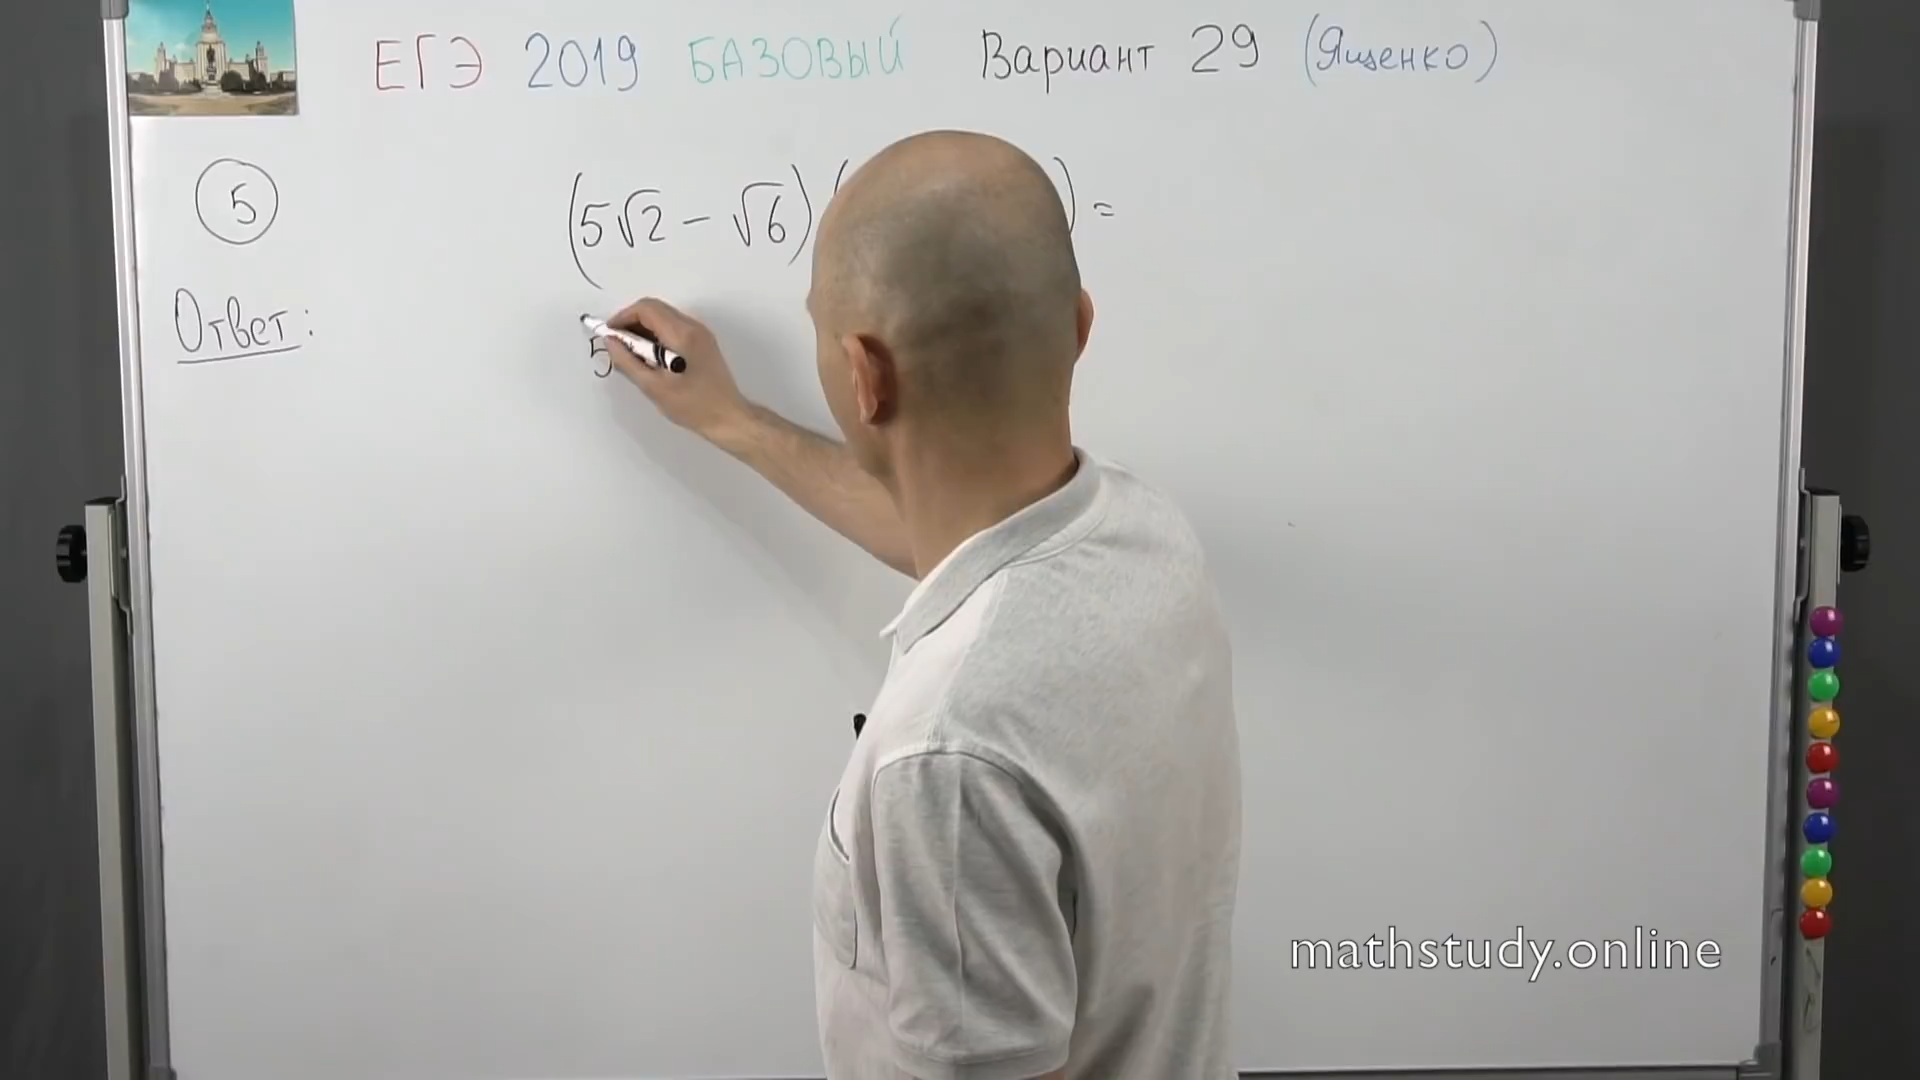 ЕГЭ 2019 БАЗОВЫЙ Вариант 29 (Ященко)
5 (5√2 - √6) ( ) =
Ответ:
5
mathstudy.online